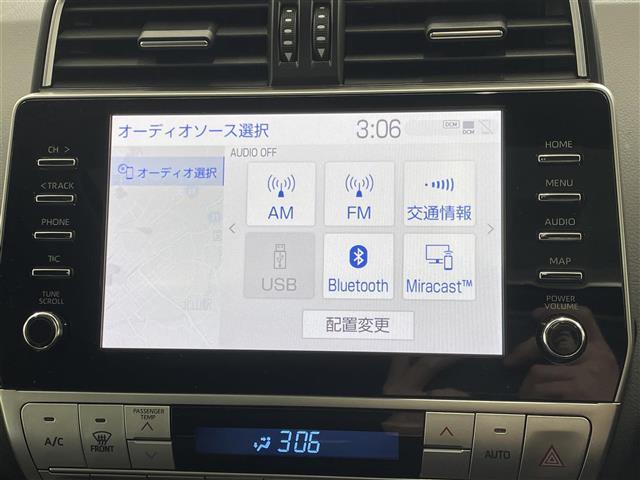 オーディオソース選択
3:06
DCM
DCM
オーディオ選択
AUDIO OFF
AM
FM
交通情報
USB
Bluetooth
Miracast™
配置変更
CH >
< TRACK
PHONE
TUNE
SCROLL
HOME
MENU
AUDIO
MAP
POWER
VOLUME
A/C
FRONT
PASSENGER
TEMP
306
AUTO